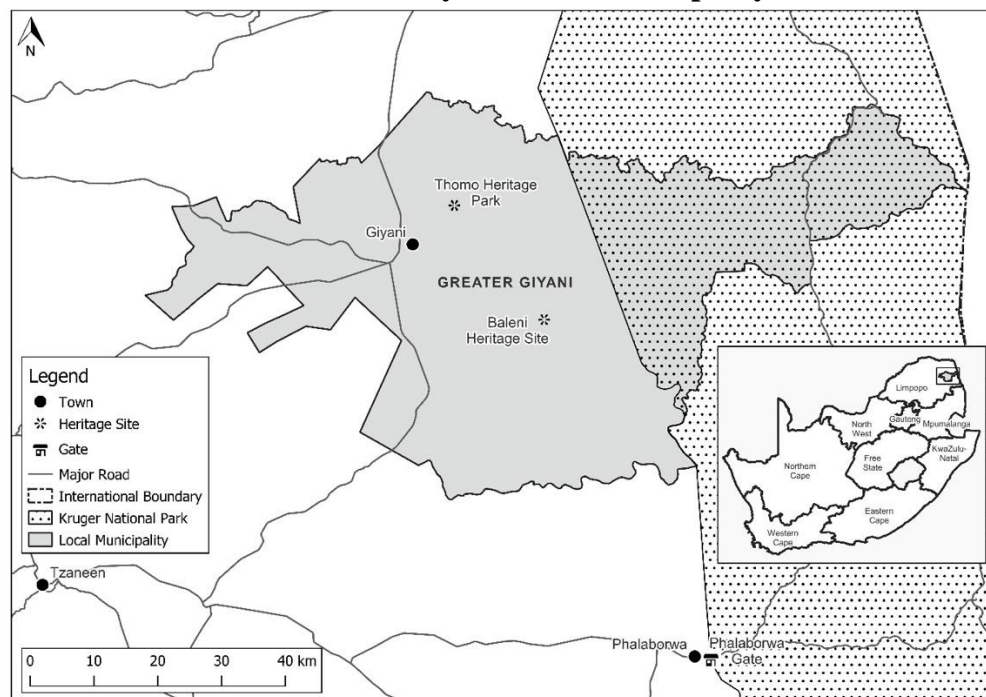 N
Thomo Heritage
Park
Giyani
GREATER GIYANI
Baleni
Heritage Site
Legend
Town
Heritage Site
Gate
Major Road
International Boundary
Kruger National Park
Local Municipality
Limpopo
North
West
Gauteng
Mpumalanga
Free
State
KwaZulu-
Natal
Northern
Cape
Eastern
Cape
Western
Cape
Tzaneen
Phalaborwa
Phalaborwa
Gate
0 10 20 30 40 km